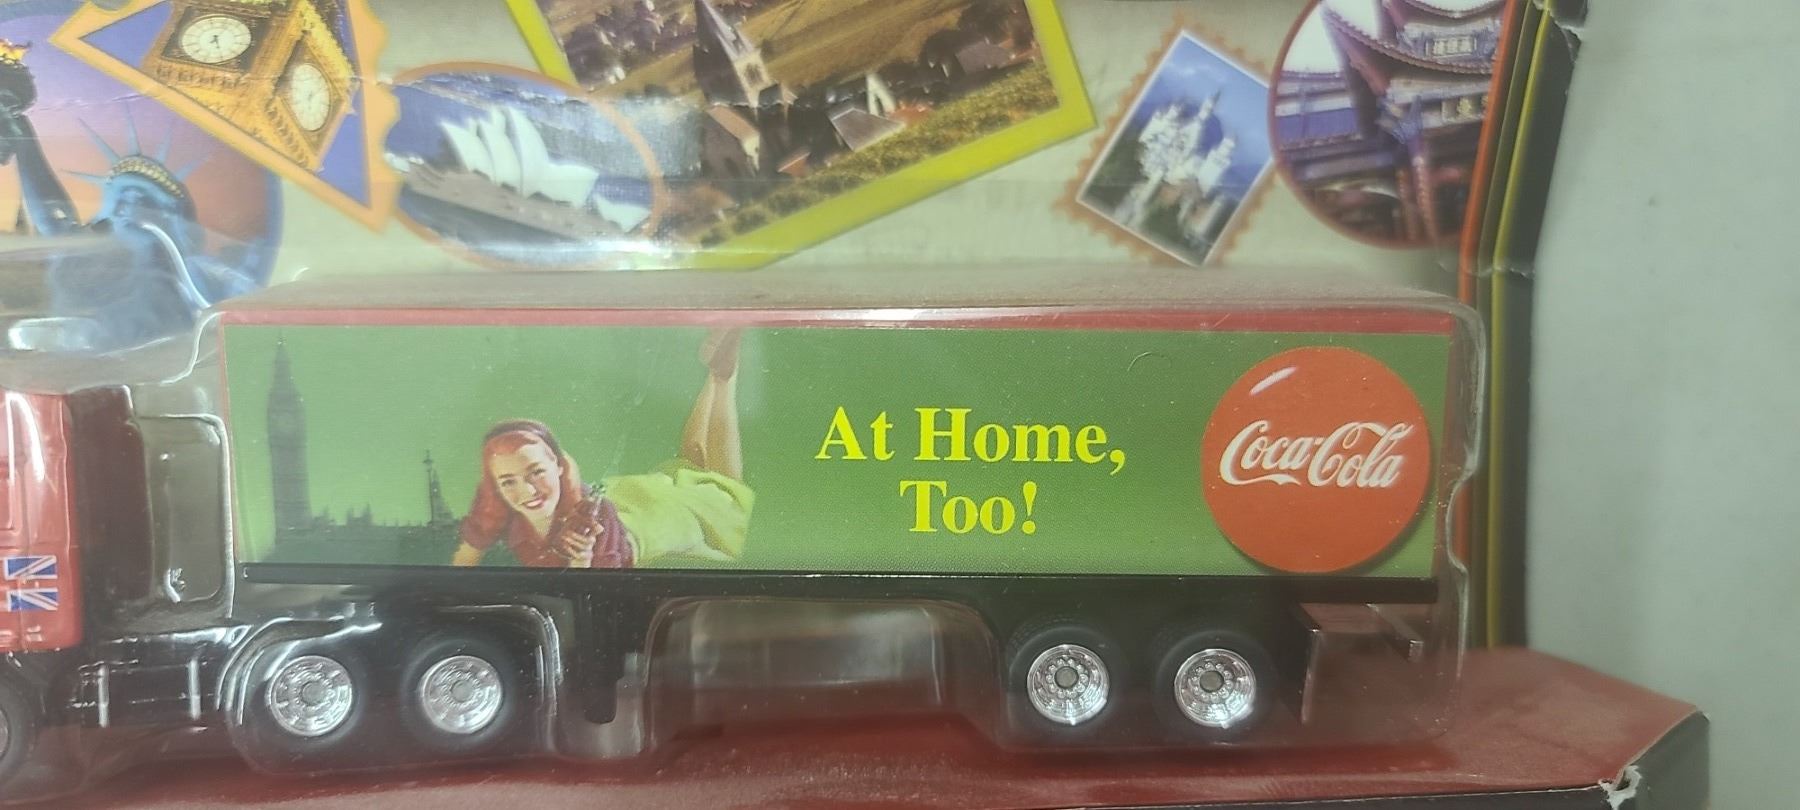 At Home,
Too!
Coca-Cola